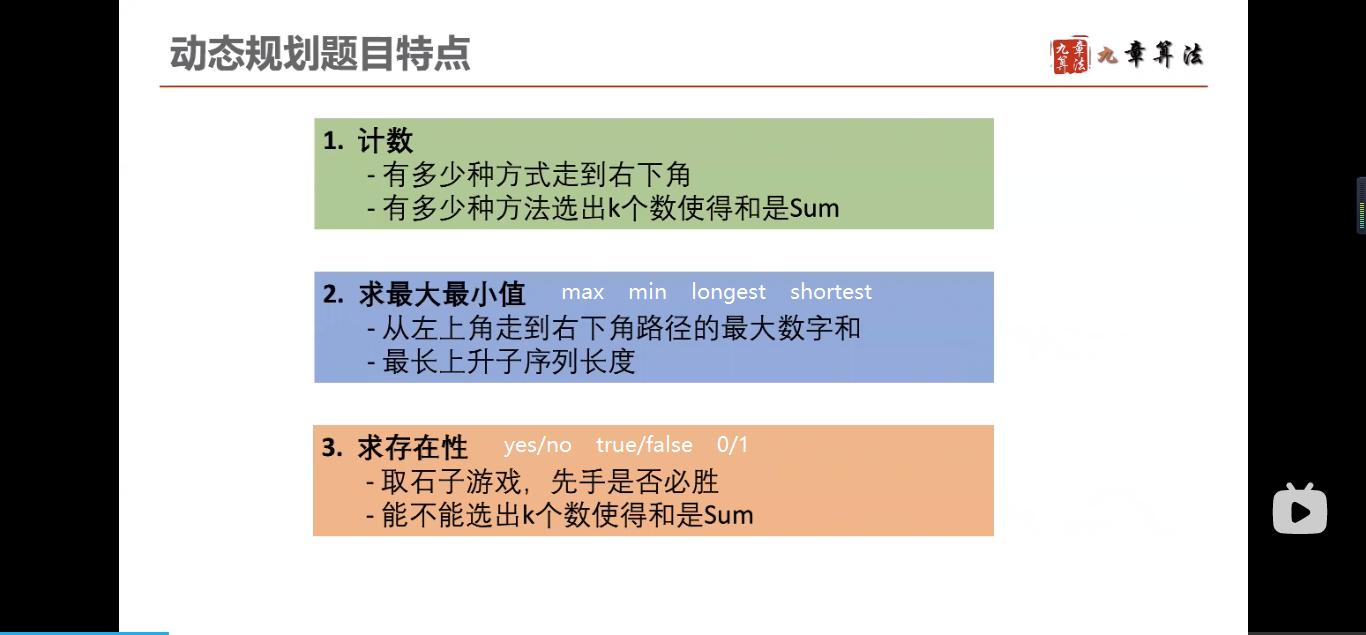 动态规划题目特点
九章算法
九章算法
1. 计数
- 有多少种方式走到右下角
- 有多少种方法选出k个数使得和是Sum
2. 求最大最小值 max min longest shortest
- 从左上角走到右下角路径的最大数字和
- 最长上升子序列长度
3. 求存在性 yes/no true/false 0/1
- 取石子游戏，先手是否必胜
- 能不能选出k个数使得和是Sum